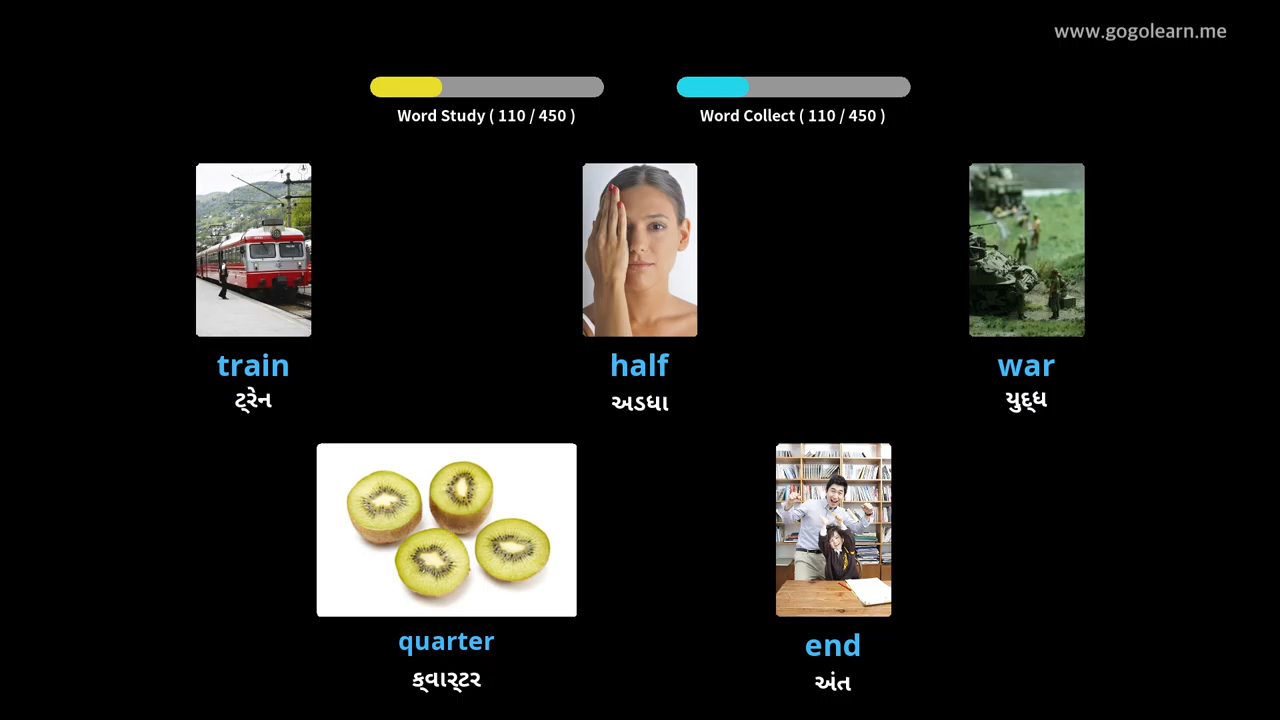 www.gogolearn.me
Word Study ( 110 / 450 )
Word Collect ( 110 / 450 )
train
ટ્રેન
half
અડધા
war
યુદ્ધ
quarter
ક્વાર્ટર
end
અંત